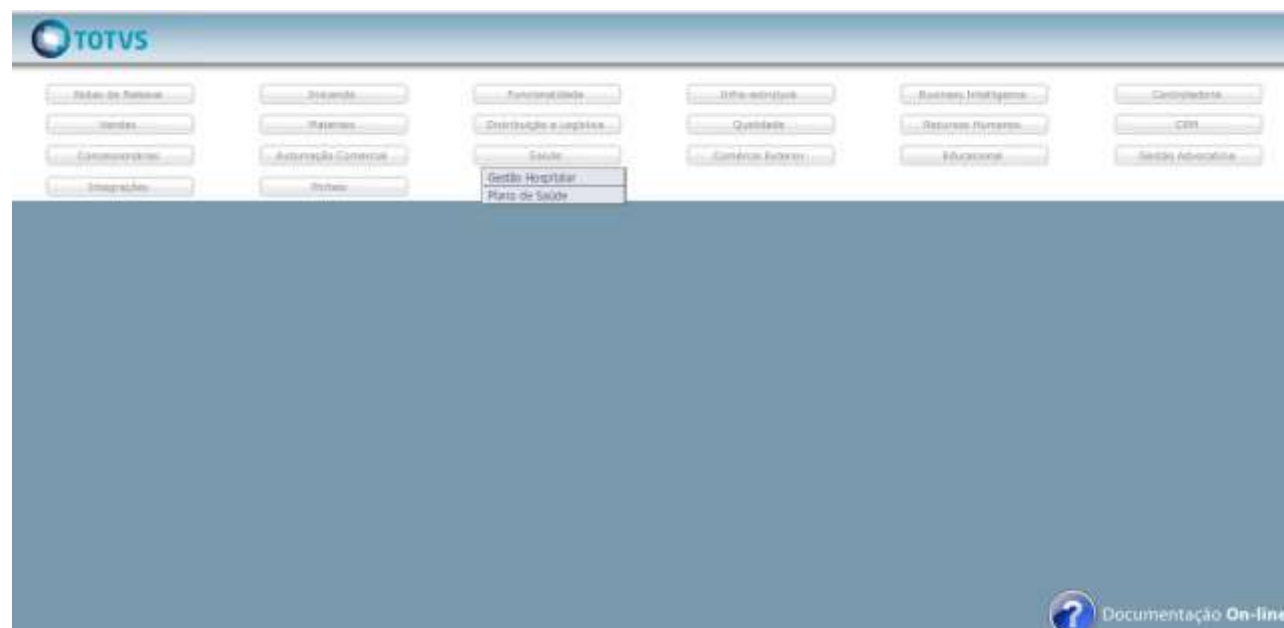 TOTVS
Notas de Release
Iniciando
Funcionalidade
Infra-estrutura
Business Intelligence
Controladoria
Vendas
Materiais
Distribuição e Logística
Qualidade
Recursos Humanos
CRM
Concessionárias
Automação Comercial
Saúde
Comércio Exterior
Educacional
Gestão Advocatícia
Gestão Hospitalar
Plano de Saúde
Integrações
Documentação On-line